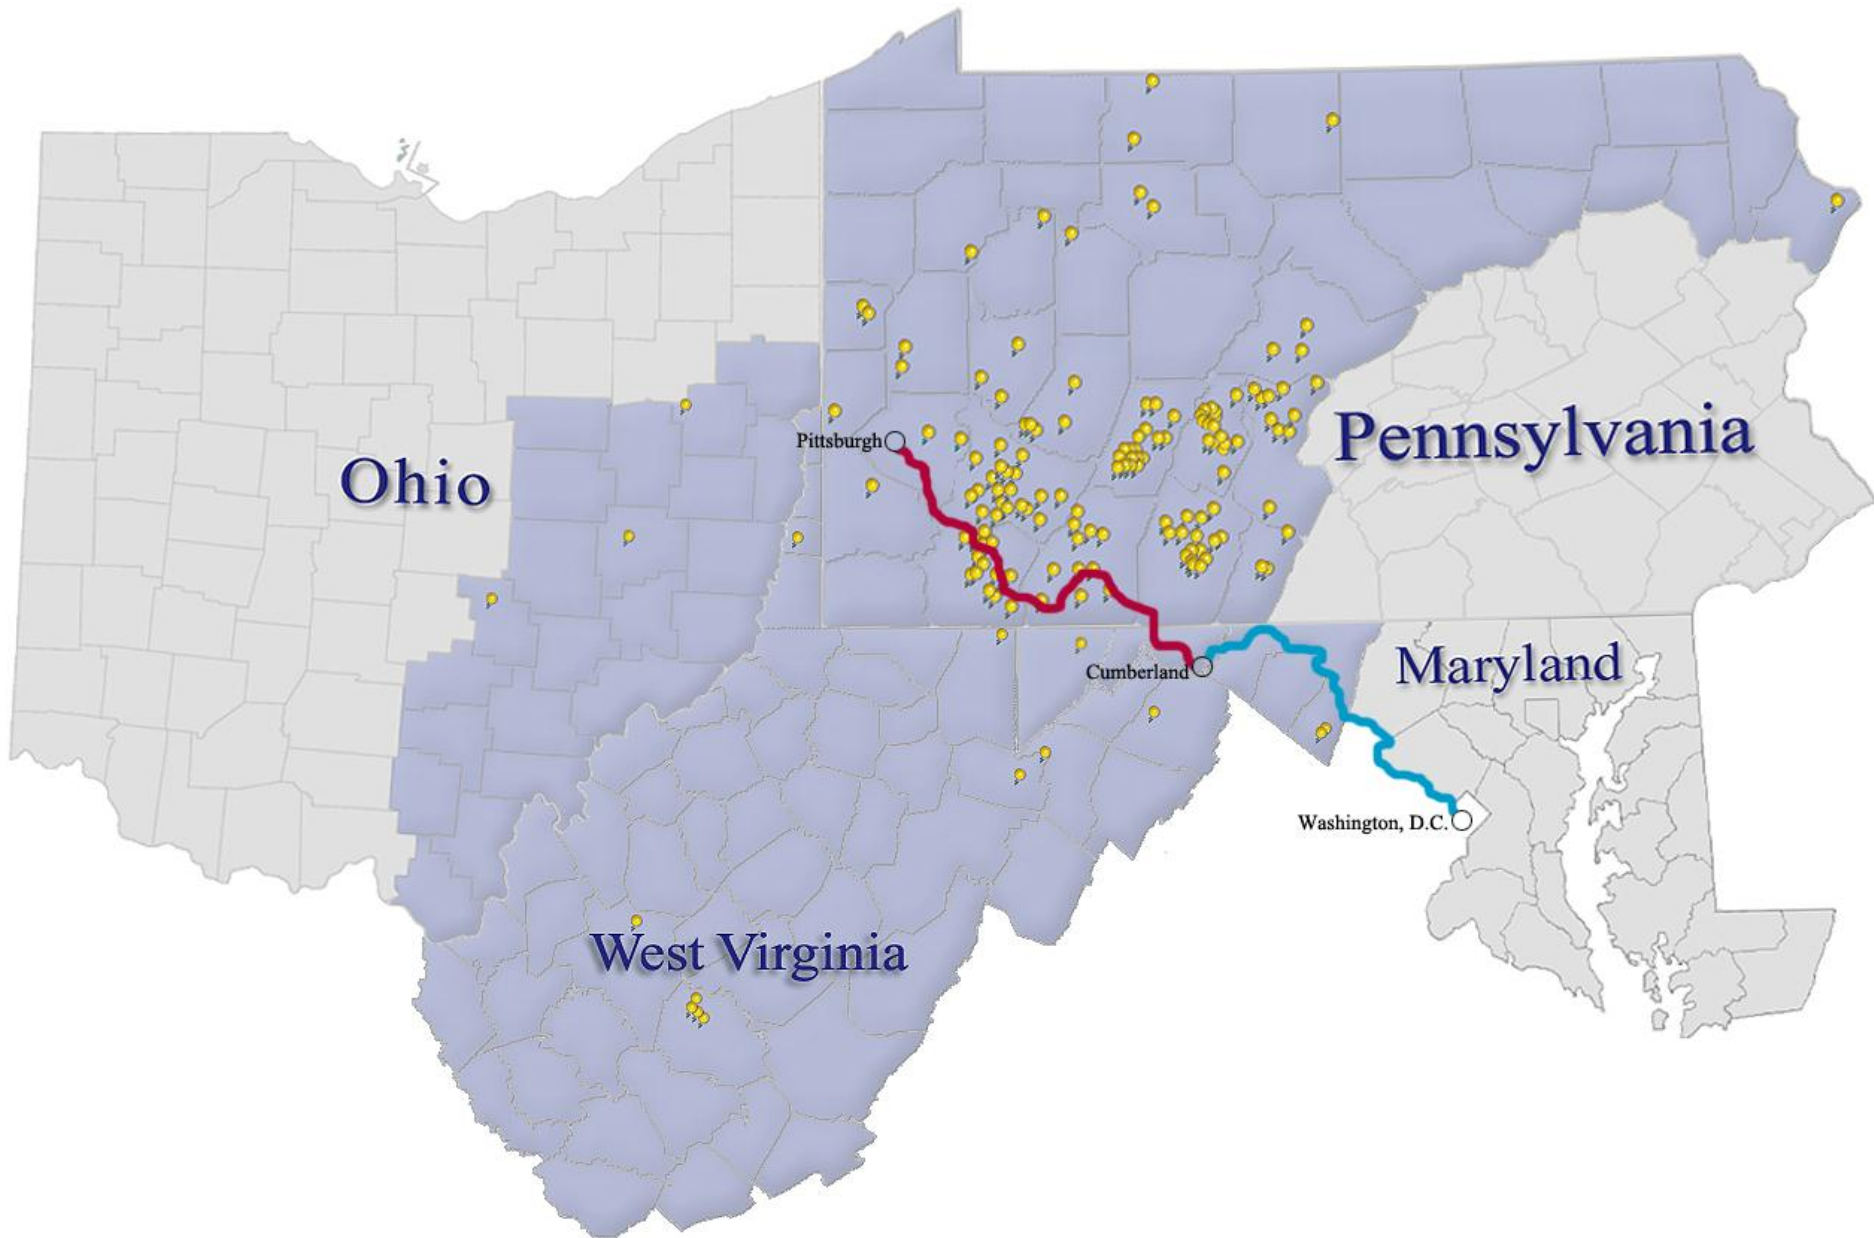 Pennsylvania
Pittsburgh
Ohio
Maryland
Cumberland
Washington, D.C.
West Virginia